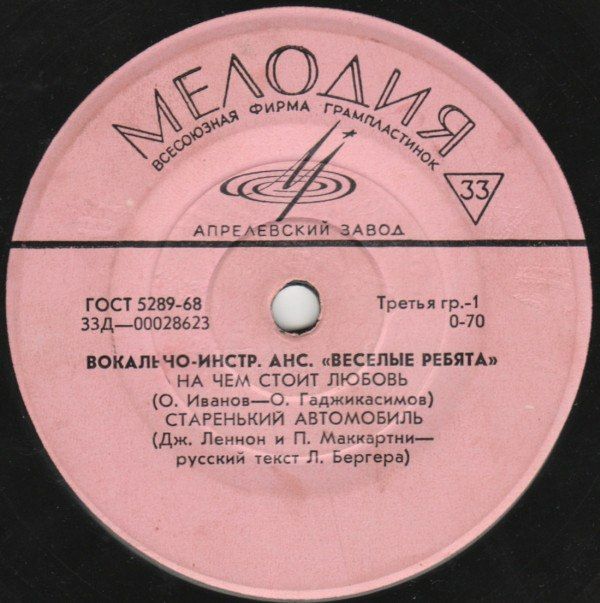 МЕЛОДИЯ
ВСЕСОЮЗНАЯ ФИРМА ГРАМПЛАСТИНОК
33
АПРЕЛЕВСКИЙ ЗАВОД
ГОСТ 5289-68 Третья гр.-1
33Д—00028623 0-70
ВОКАЛЬЧО-ИНСТР. АНС. «ВЕСЕЛЫЕ РЕБЯТА»
НА ЧЕМ СТОИТ ЛЮБОВЬ
(О. Иванов—О. Гаджикасимов)
СТАРЕНЬКИЙ АВТОМОБИЛЬ
(Дж. Леннон и П. Маккартни—
русский текст Л. Бергера)